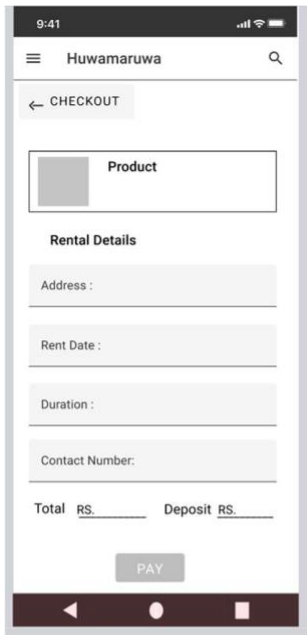 9:41
Huwamaruwa
CHECKOUT
Product
Rental Details
Address :
Rent Date :
Duration :
Contact Number:
Total RS. Deposit RS.
PAY